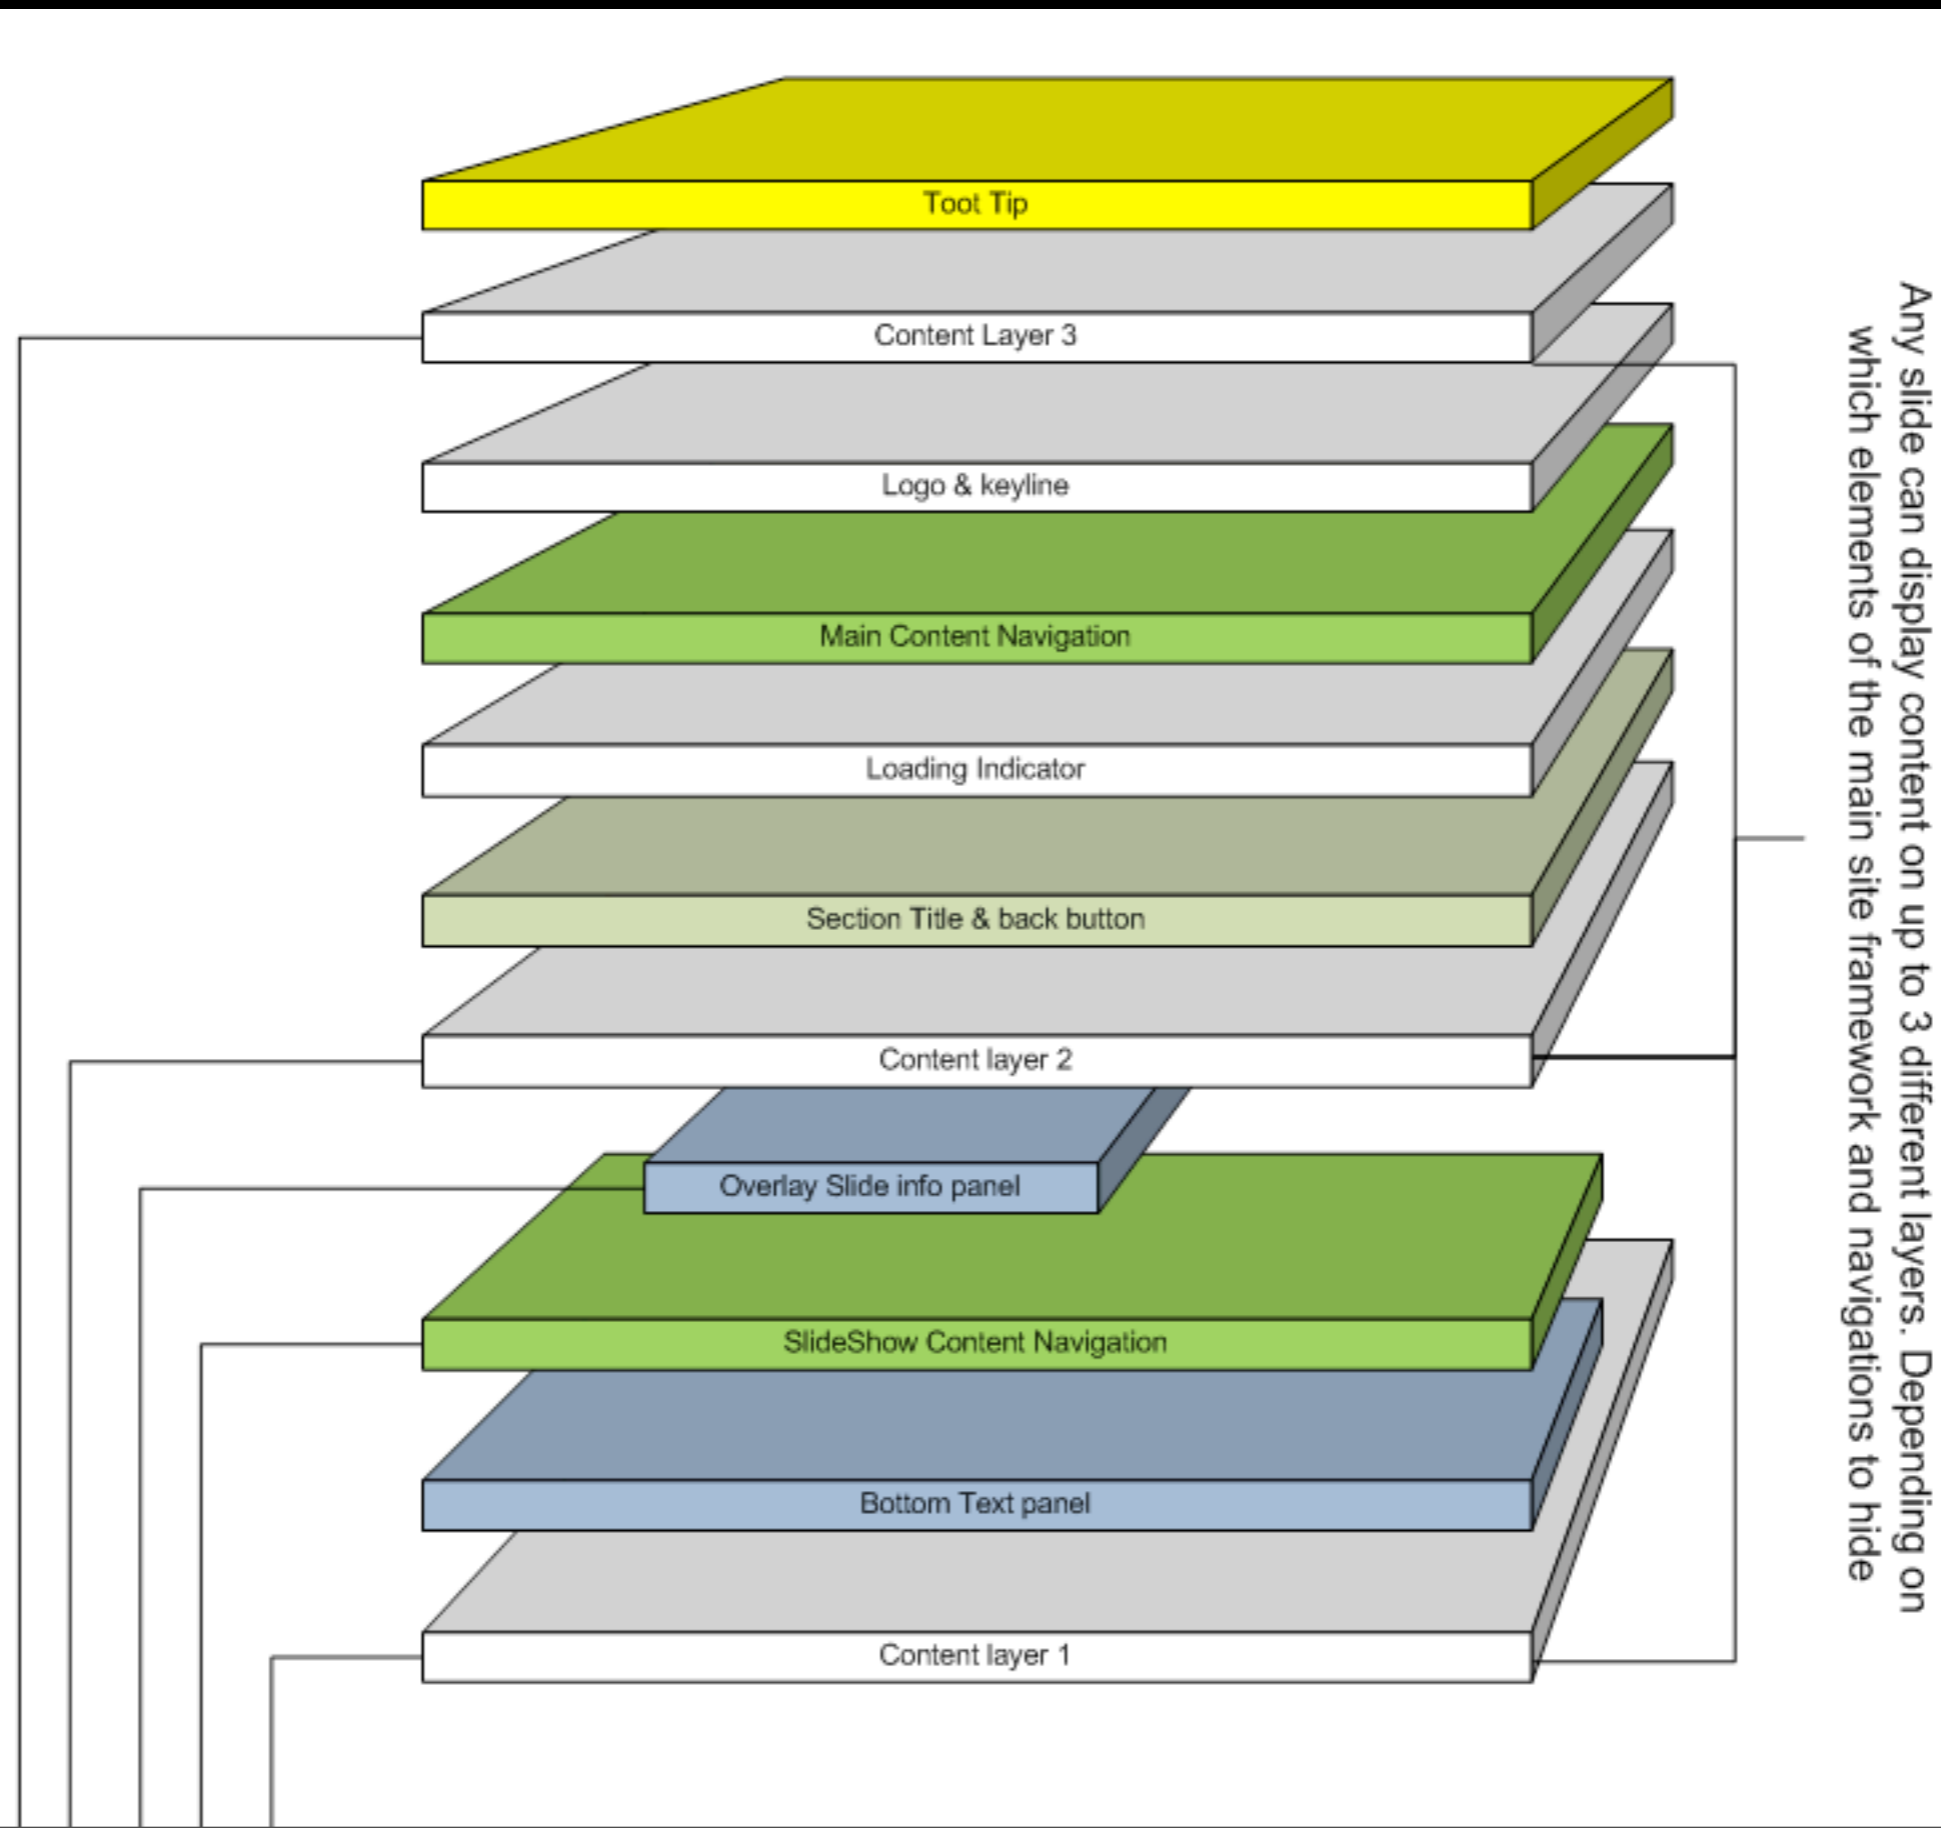 Toot Tip
Content Layer 3
Logo & keyline
Main Content Navigation
Loading Indicator
Section Title & back button
Content layer 2
Overlay Slide info panel
SlideShow Content Navigation
Bottom Text panel
Content layer 1
Any slide can display content on up to 3 different layers. Depending on
which elements of the main site framework and navigations to hide